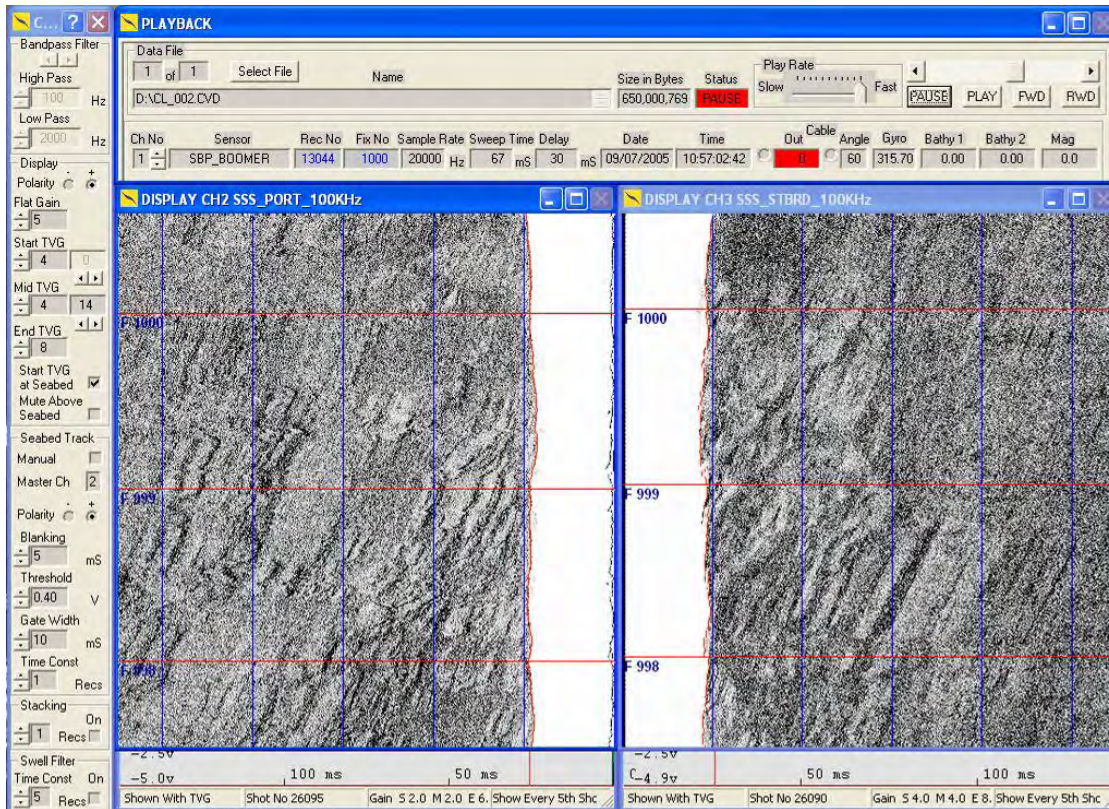 C... ?
Bandpass Filter
High Pass
100 Hz
Low Pass
2000 Hz
Display
- +
Polarity
Flat Gain
5
Start TVG
4 0
Mid TVG
4 14
End TVG
8
Start TVG
at Seabed
Mute Above
Seabed
Seabed Track
Manual
Master Ch 2
- +
Polarity
Blanking
5 mS
Threshold
0.40 V
Gate Width
10 mS
Time Const
1 Recs
Stacking
On
1 Recs
Swell Filter
Time Const On
5 Recs
PLAYBACK
Data File
1 of 1 Select File Name Size in Bytes Status
D:\CL_002.CVD 650,000,769 PAUSE
Play Rate
Slow Fast
PAUSE PLAY FWD RWD
Ch No Sensor Rec No Fix No Sample Rate Sweep Time Delay Date Time Out Cable Angle Gyro Bathy 1 Bathy 2 Mag
1 SBP_BOOMER 13044 1000 20000 Hz 67 mS 30 mS 09/07/2005 10:57:02:42 0 60 315.70 0.00 0.00 0.0
DISPLAY CH2 SSS_PORT_100KHz
F 1000
F 999
F 998
-2.5v
-5.0v 100 ms 50 ms
Shown With TVG Shot No 26095 Gain S 2.0 M 2.0 E 6. Show Every 5th Shc
DISPLAY CH3 SSS_STBRD_100KHz
F 1000
F 999
F 998
-2.5v
C-4.9v 50 ms 100 ms
Shown With TVG Shot No 26090 Gain S 4.0 M 4.0 E 8. Show Every 5th Shc